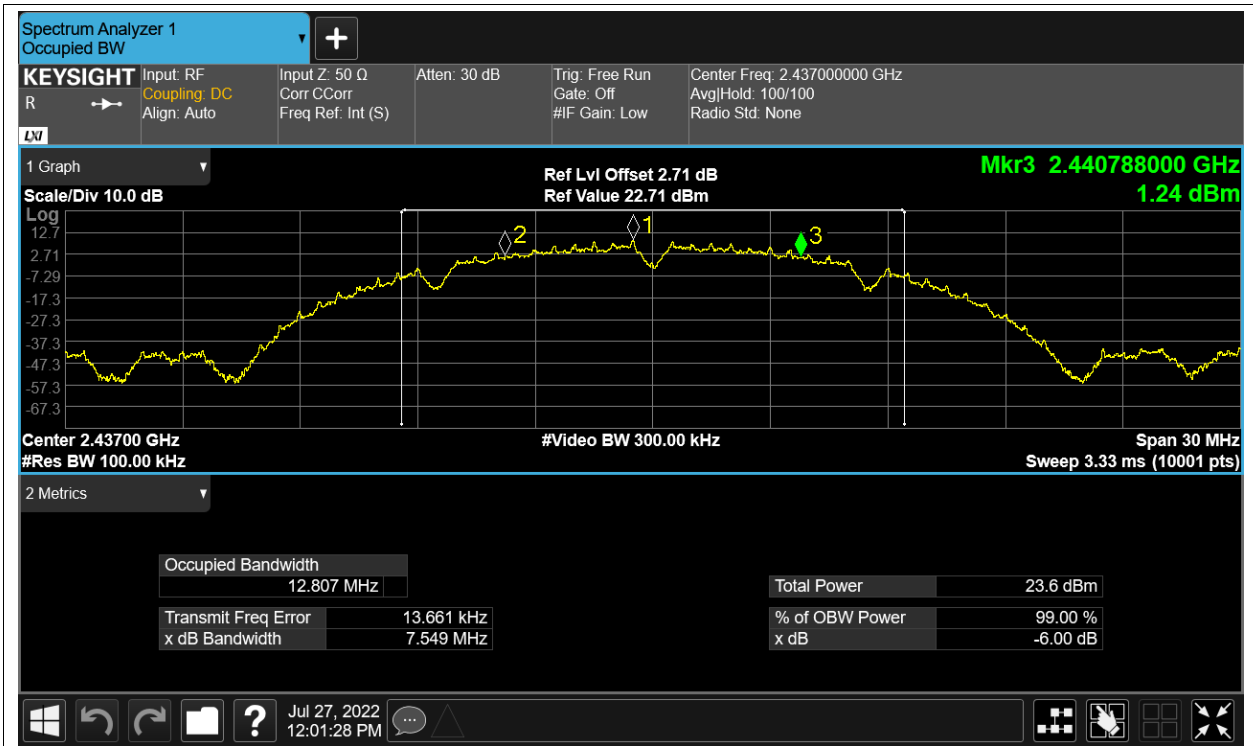 Spectrum Analyzer 1
Occupied BW
KEYSIGHT
R
LXI
Input: RF
Coupling: DC
Align: Auto
Input Z: 50 Ω
Corr CCorr
Freq Ref: Int (S)
Atten: 30 dB
Trig: Free Run
Gate: Off
#IF Gain: Low
Center Freq: 2.437000000 GHz
Avg|Hold: 100/100
Radio Std: None
1 Graph
Scale/Div 10.0 dB
Ref Lvl Offset 2.71 dB
Ref Value 22.71 dBm
Mkr3 2.440788000 GHz
1.24 dBm
Log
12.7
2.71
-7.29
-17.3
-27.3
-37.3
-47.3
-57.3
-67.3
2
1
3
Center 2.43700 GHz
#Res BW 100.00 kHz
#Video BW 300.00 kHz
Span 30 MHz
Sweep 3.33 ms (10001 pts)
2 Metrics
Occupied Bandwidth
12.807 MHz
Transmit Freq Error 13.661 kHz
x dB Bandwidth 7.549 MHz
Total Power 23.6 dBm
% of OBW Power 99.00 %
x dB -6.00 dB
?
Jul 27, 2022
12:01:28 PM